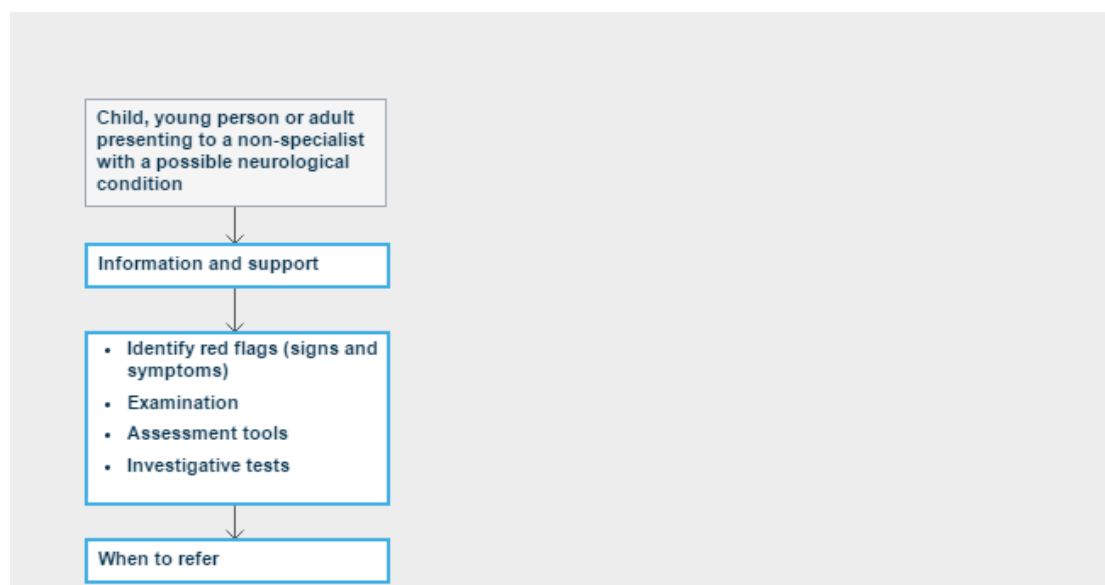 Child, young person or adult
presenting to a non-specialist
with a possible neurological
condition
Information and support
• Identify red flags (signs and
symptoms)
• Examination
• Assessment tools
• Investigative tests
When to refer